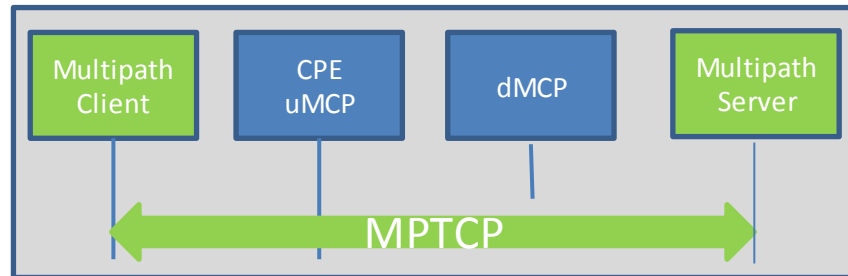 Multipath
Client
CPE
uMCP
dMCP
Multipath
Server
MPTCP